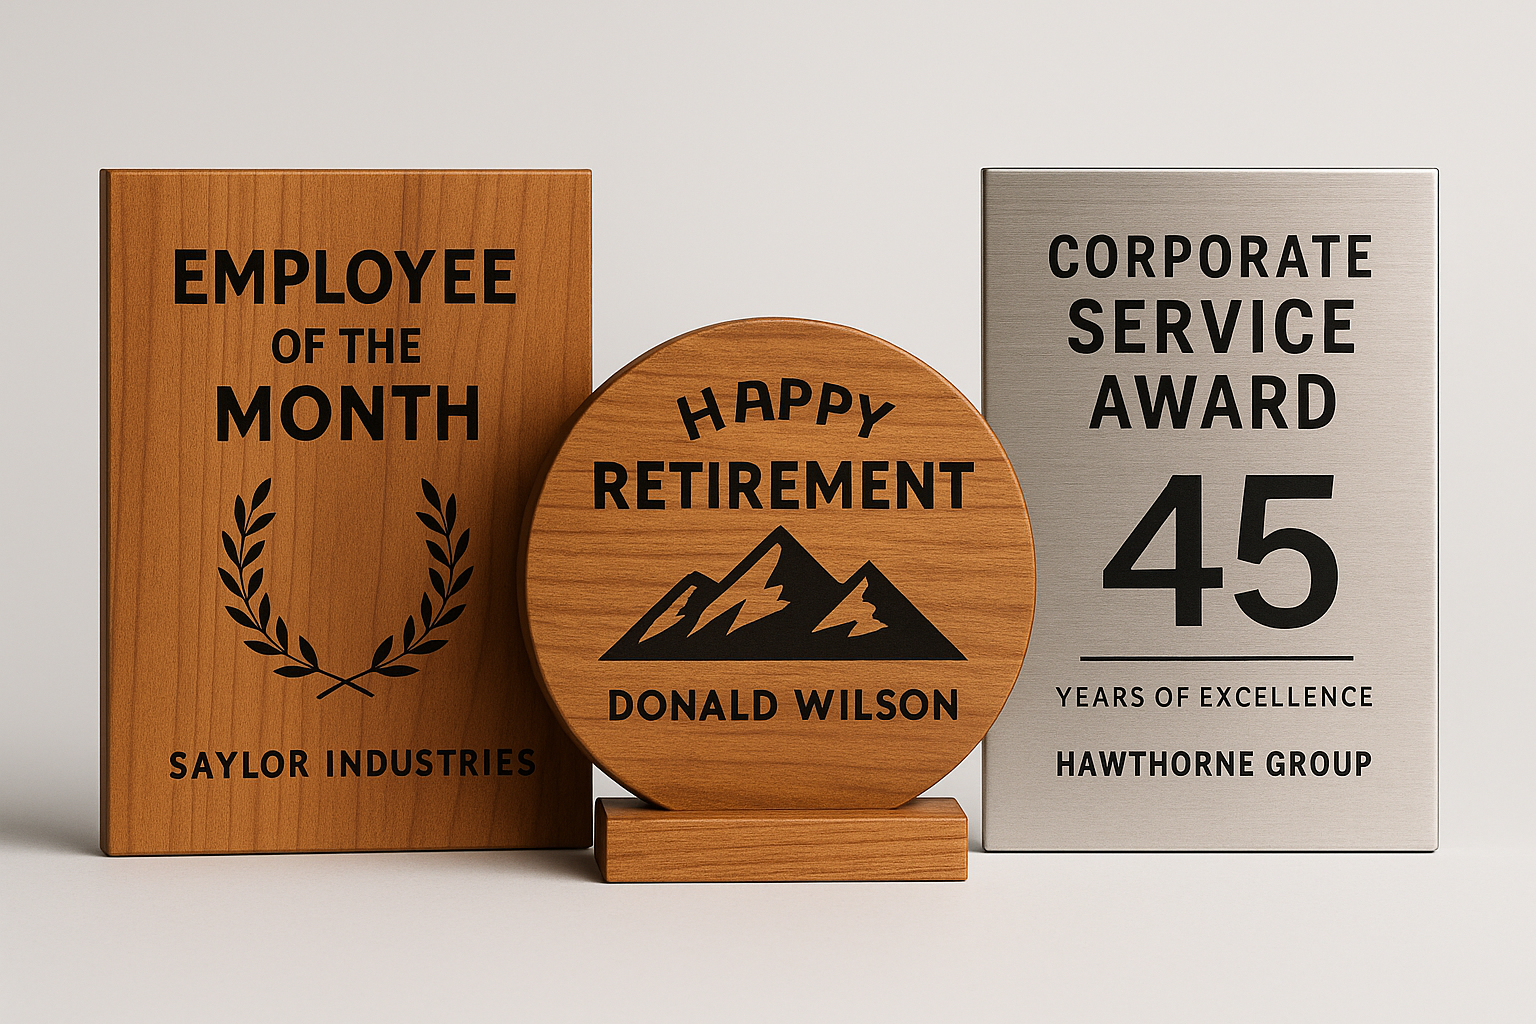 EMPLOYEE
OF THE
MONTH
SAYLOR INDUSTRIES
HAPPY
RETIREMENT
DONALD WILSON
CORPORATE
SERVICE
AWARD
45
YEARS OF EXCELLENCE
HAWTHORNE GROUP